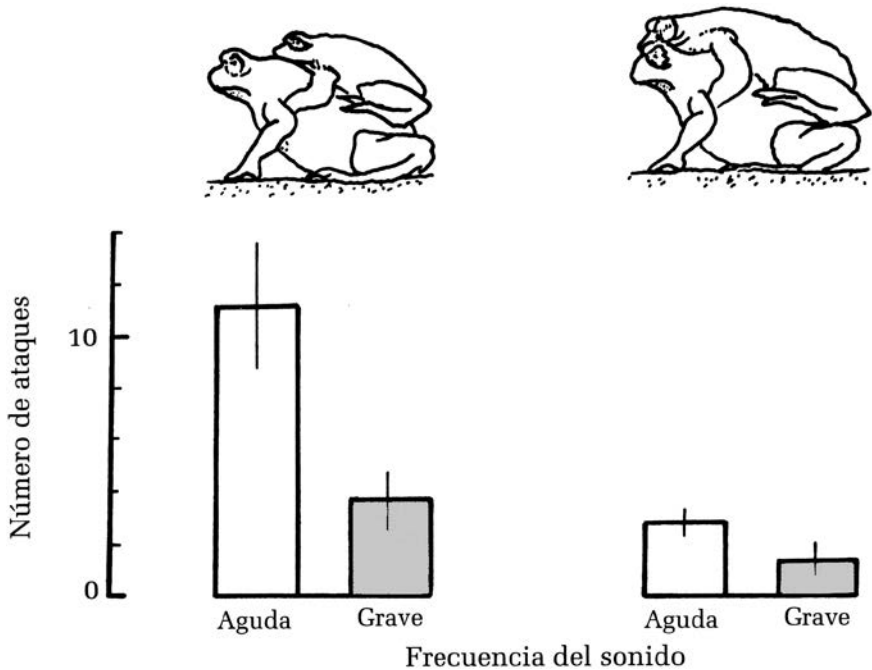 Número de ataques
10
0
Aguda Grave Aguda Grave
Frecuencia del sonido